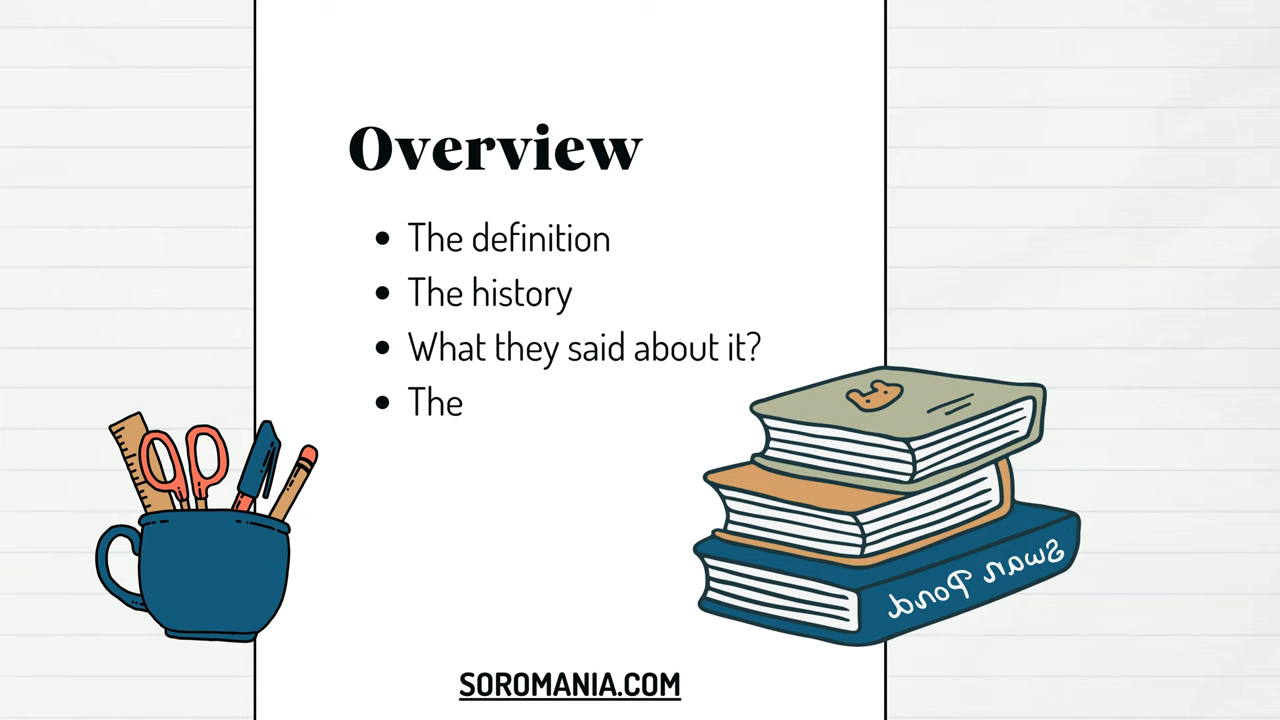 Overview
The definition
The history
What they said about it?
The
Swan Pond
SOROMANIA.COM